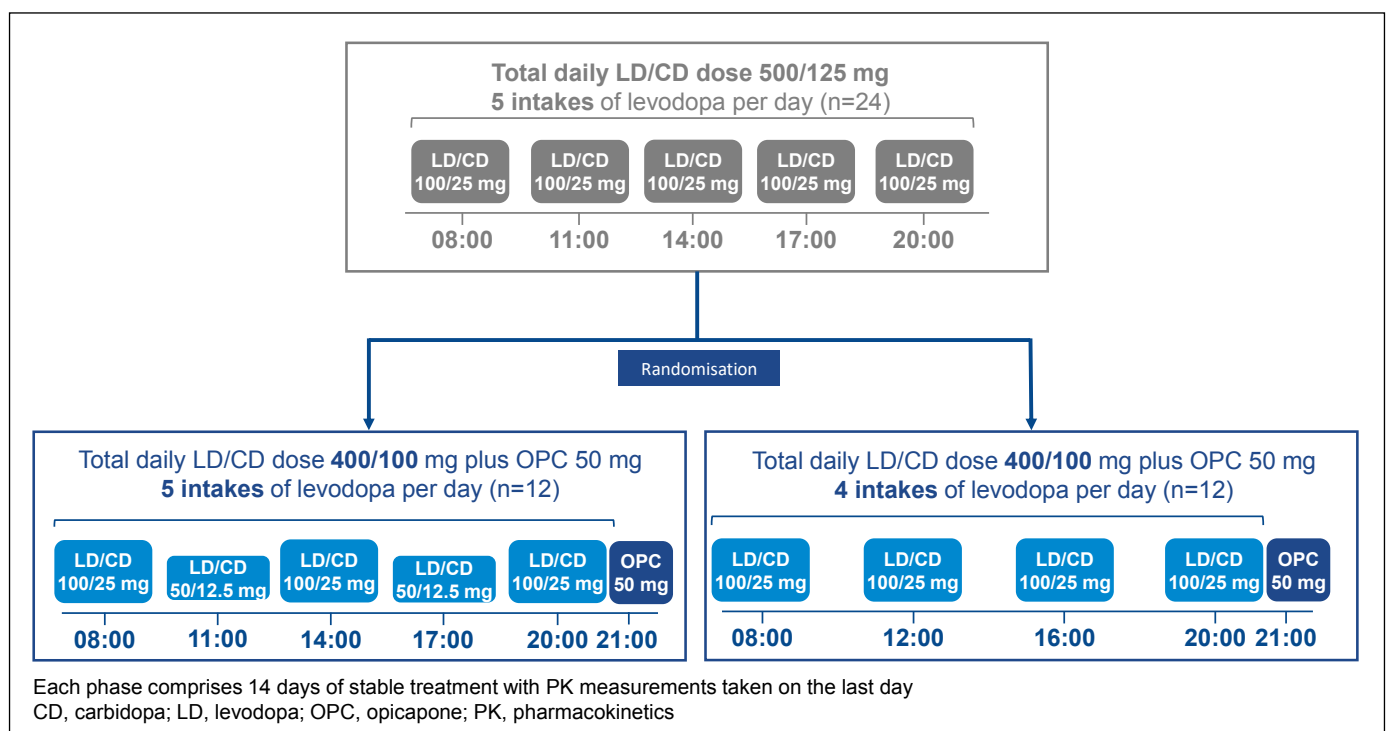 Total daily LD/CD dose 500/125 mg
5 intakes of levodopa per day (n=24)
LD/CD
100/25 mg
LD/CD
100/25 mg
LD/CD
100/25 mg
LD/CD
100/25 mg
LD/CD
100/25 mg
08:00
11:00
14:00
17:00
20:00
Randomisation
Total daily LD/CD dose 400/100 mg plus OPC 50 mg
5 intakes of levodopa per day (n=12)
LD/CD
100/25 mg
LD/CD
50/12.5 mg
LD/CD
100/25 mg
LD/CD
50/12.5 mg
LD/CD
100/25 mg
OPC
50 mg
08:00
11:00
14:00
17:00
20:00
21:00
Total daily LD/CD dose 400/100 mg plus OPC 50 mg
4 intakes of levodopa per day (n=12)
LD/CD
100/25 mg
LD/CD
100/25 mg
LD/CD
100/25 mg
LD/CD
100/25 mg
OPC
50 mg
08:00
12:00
16:00
20:00
21:00
Each phase comprises 14 days of stable treatment with PK measurements taken on the last day
CD, carbidopa; LD, levodopa; OPC, opicapone; PK, pharmacokinetics